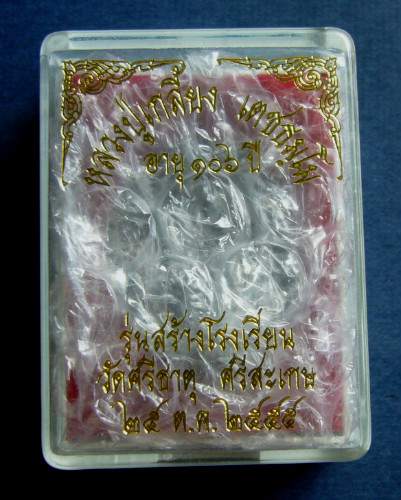 หลวงปู่เกลี้ยง เตชธมฺโม
อายุ ๑๐๖ ปี
รุ่นสร้างโรงเรียน
วัดศรีธาตุ ศรีสะเกษ
๒๕ ต.ค. ๒๕๕๕